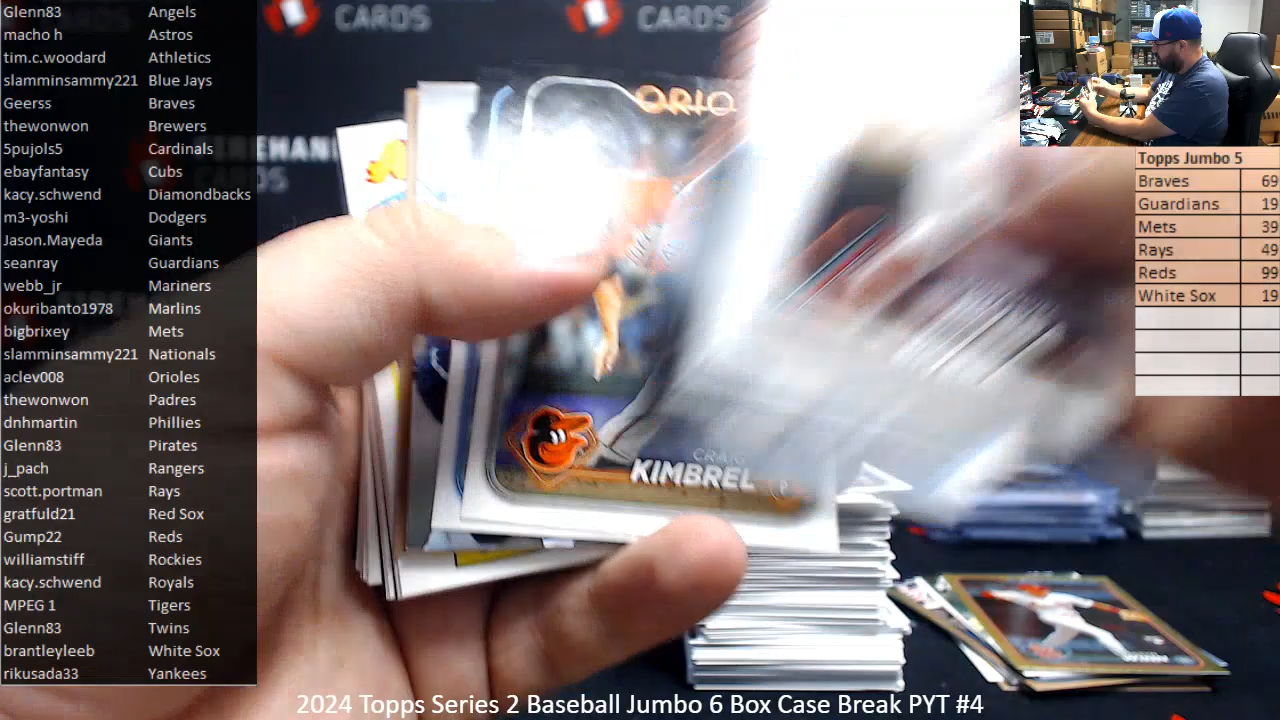 Glenn83 Angels
macho h Astros
tim.c.woodard Athletics
slamminsammy221 Blue Jays
Geerss Braves
thewonwon Brewers
5pujols5 Cardinals
ebayfantasy Cubs
kacy.schwend Diamondbacks
m3-yoshi Dodgers
Jason.Mayeda Giants
seanray Guardians
webb_jr Mariners
okuribanto1978 Marlins
bigbrixey Mets
slamminsammy221 Nationals
aclev008 Orioles
thewonwon Padres
dnhmartin Phillies
Glenn83 Pirates
j_pach Rangers
scott.portman Rays
gratfuld21 Red Sox
Gump22 Reds
williamstiff Rockies
kacy.schwend Royals
MPEG 1 Tigers
Glenn83 Twins
brantleyleeb White Sox
rikusada33 Yankees
CARDS
CARDS
ORIO
CRAIG
KIMBREL
Topps Jumbo 5
Braves 69
Guardians 19
Mets 39
Rays 49
Reds 99
White Sox 19
2024 Topps Series 2 Baseball Jumbo 6 Box Case Break PYT #4